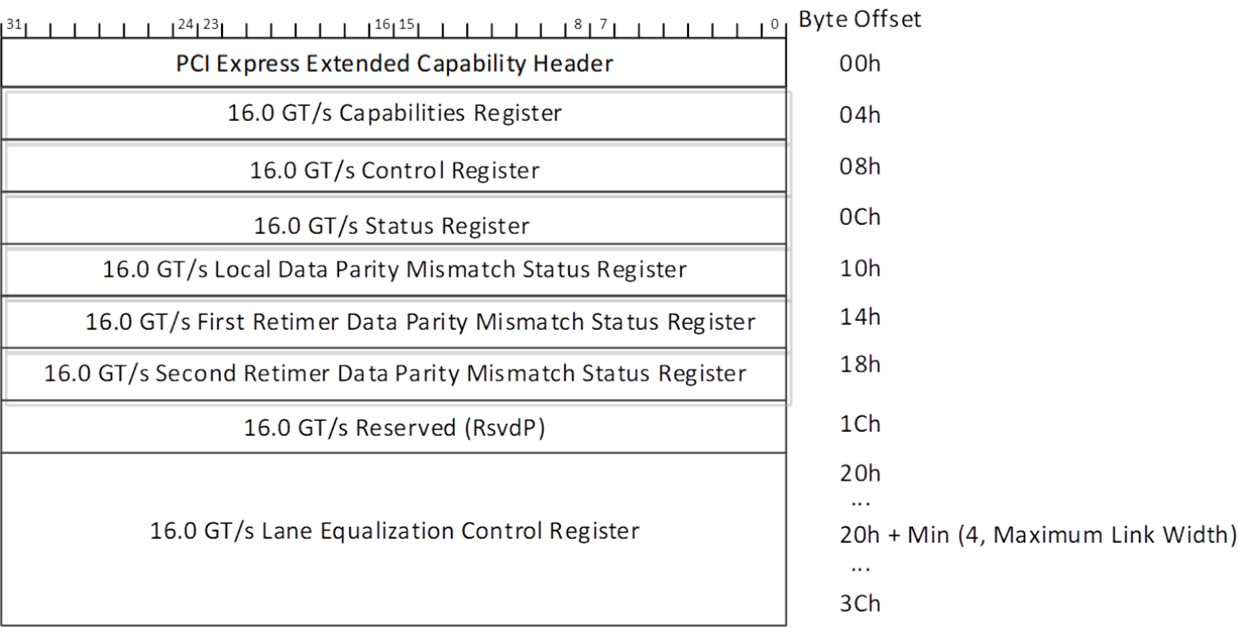 31 24 23 16 15 8 7 0 Byte Offset
PCI Express Extended Capability Header 00h
16.0 GT/s Capabilities Register 04h
16.0 GT/s Control Register 08h
16.0 GT/s Status Register 0Ch
16.0 GT/s Local Data Parity Mismatch Status Register 10h
16.0 GT/s First Retimer Data Parity Mismatch Status Register 14h
16.0 GT/s Second Retimer Data Parity Mismatch Status Register 18h
16.0 GT/s Reserved (RsvdP) 1Ch
20h
...
16.0 GT/s Lane Equalization Control Register 20h + Min (4, Maximum Link Width)
...
3Ch